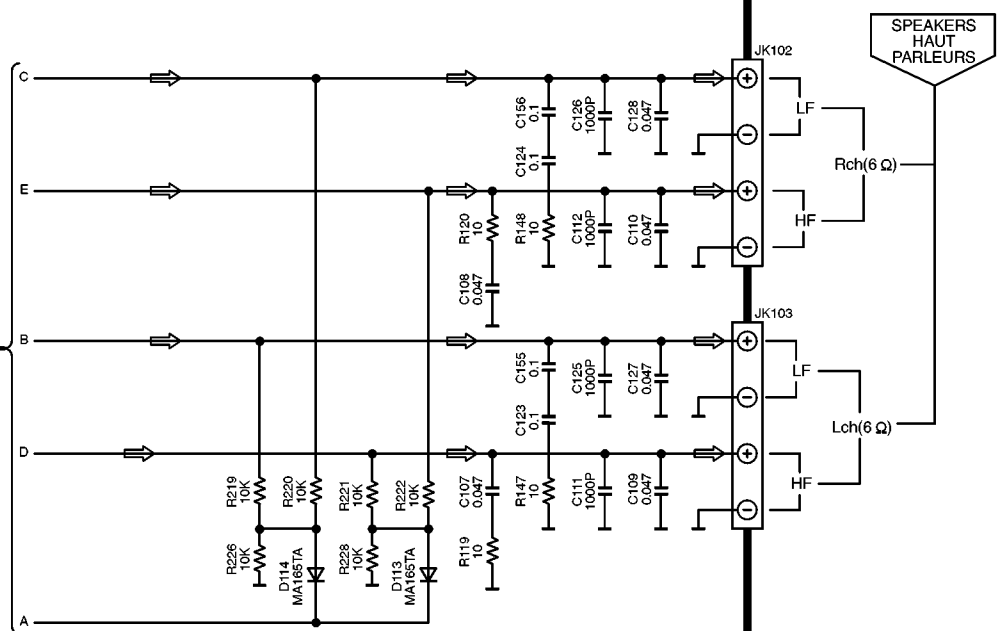 SPEAKERS
HAUT
PARLEURS
JK102
C
C156
0.1
C126
1000P
C128
0.047
LF
C124
0.1
Rch(6 Ω)
E
R120
10
R148
10
C112
1000P
C110
0.047
HF
C108
0.047
JK103
B
C155
0.1
C125
1000P
C127
0.047
LF
C123
0.1
Lch(6 Ω)
D
R219
10K
R220
10K
R221
10K
R222
10K
C107
0.047
R147
10
C111
1000P
C109
0.047
HF
R226
10K
D114
MA165TA
R228
10K
D113
MA165TA
R119
10
A